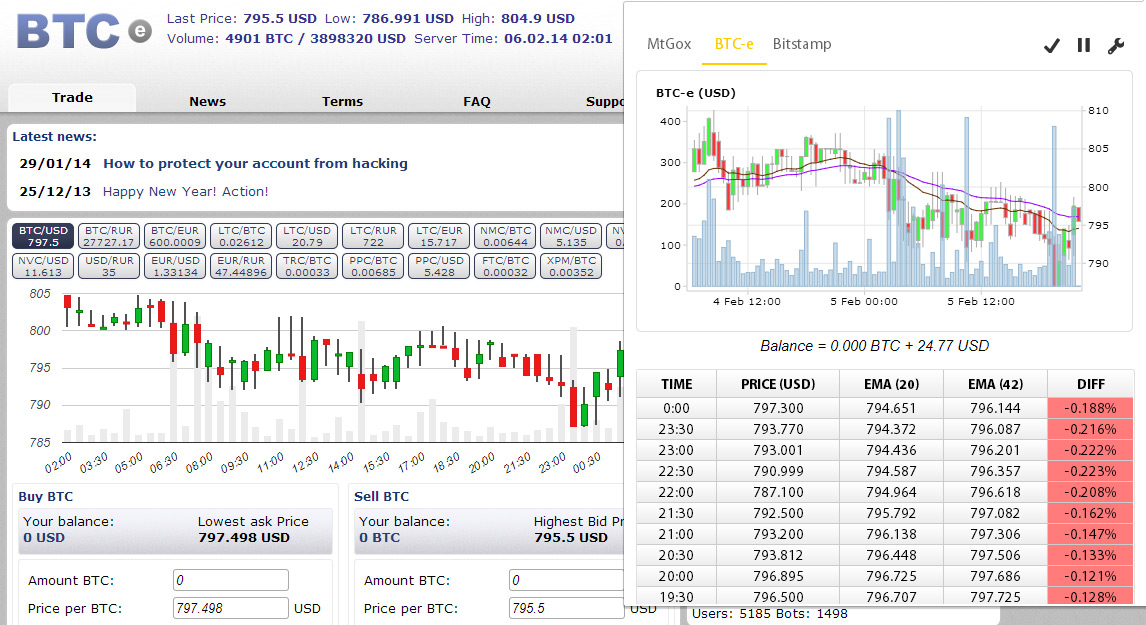 BTC e
Last Price: 795.5 USD Low: 786.991 USD High: 804.9 USD
Volume: 4901 BTC / 3898320 USD Server Time: 06.02.14 02:01
Trade News Terms FAQ Suppo
Latest news:
29/01/14 How to protect your account from hacking
25/12/13 Happy New Year! Action!
BTC/USD BTC/RUR BTC/EUR LTC/BTC LTC/USD LTC/RUR LTC/EUR NMC/BTC NMC/USD NV
797.5 27727.17 600.0009 0.02612 20.79 722 15.717 0.00644 5.135 0.
NVC/USD USD/RUR EUR/USD EUR/RUR TRC/BTC PPC/BTC PPC/USD FTC/BTC XPM/BTC
11.613 35 1.33134 47.44896 0.00033 0.00685 5.428 0.00032 0.00352
805
800
795
790
785
02:00 03:30 05:00 06:30 08:00 09:30 11:00 12:30 14:00 15:30 17:00 18:30 20:00 21:30 23:00 00:30
Buy BTC
Your balance: Lowest ask Price
0 USD 797.498 USD
Amount BTC: 0
Price per BTC: 797.498 USD
Sell BTC
Your balance: Highest Bid Pr
0 BTC 795.5 USD
Amount BTC: 0
Price per BTC: 795.5 USD
MtGox BTC-e Bitstamp
BTC-e (USD)
400 810
300 805
200 800
100 795
0 790
4 Feb 12:00 5 Feb 00:00 5 Feb 12:00
Balance = 0.000 BTC + 24.77 USD
TIME PRICE (USD) EMA (20) EMA (42) DIFF
0:00 797.300 794.651 796.144 -0.188%
23:30 793.770 794.372 796.087 -0.216%
23:00 793.001 794.436 796.201 -0.222%
22:30 790.999 794.587 796.357 -0.223%
22:00 787.100 794.964 796.618 -0.208%
21:30 792.500 795.792 797.082 -0.162%
21:00 793.200 796.138 797.306 -0.147%
20:30 793.812 796.448 797.506 -0.133%
20:00 796.895 796.725 797.686 -0.121%
19:30 796.500 796.707 797.725 -0.128%
Users: 5185 Bots: 1498